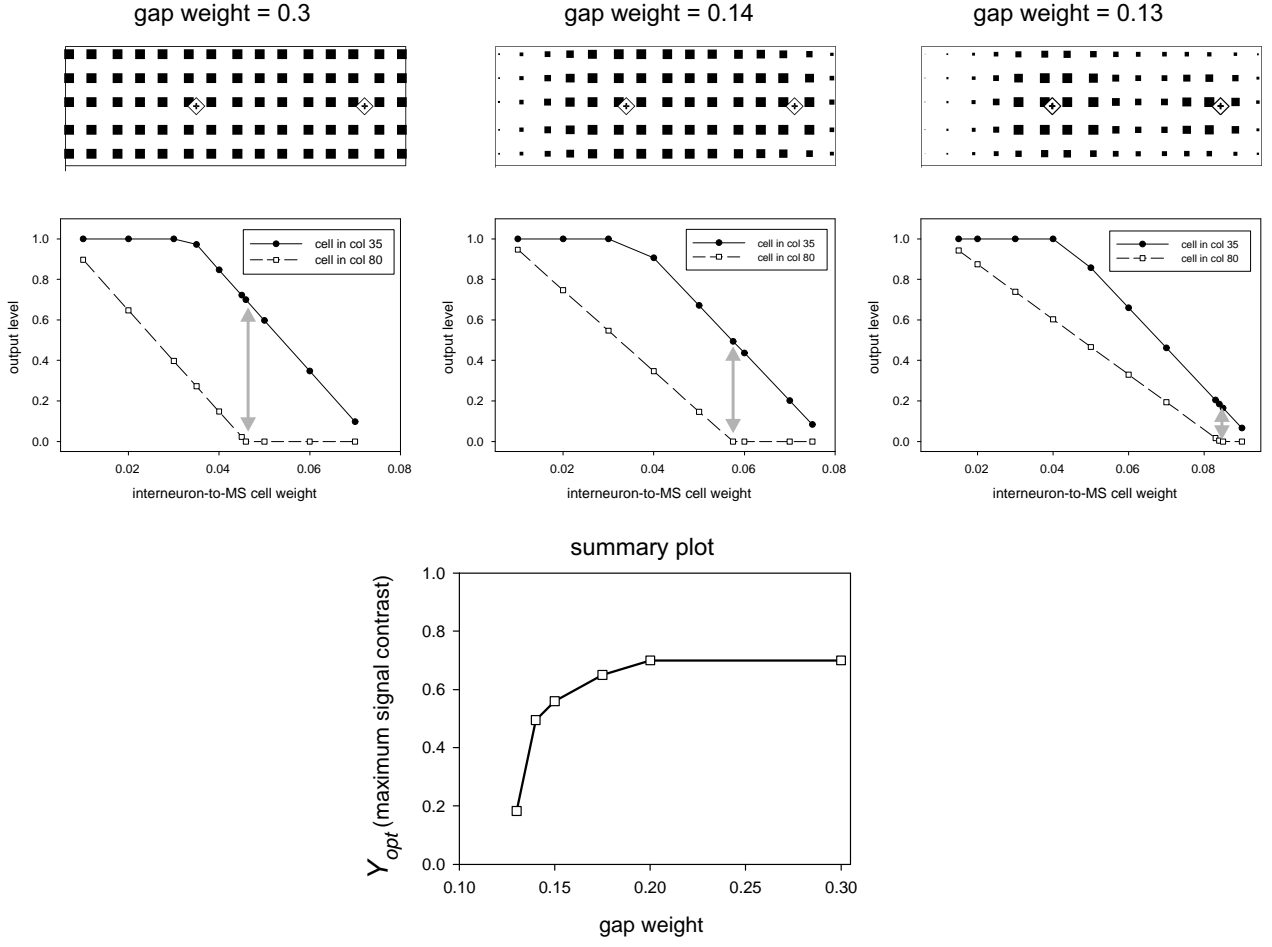 gap weight = 0.3
gap weight = 0.14
gap weight = 0.13
output level
1.0
0.8
0.6
0.4
0.2
0.0
cell in col 35
cell in col 80
0.02
0.04
0.06
0.08
interneuron-to-MS cell weight
output level
1.0
0.8
0.6
0.4
0.2
0.0
cell in col 35
cell in col 80
0.02
0.04
0.06
0.08
interneuron-to-MS cell weight
output level
1.0
0.8
0.6
0.4
0.2
0.0
cell in col 35
cell in col 80
0.02
0.04
0.06
0.08
interneuron-to-MS cell weight
summary plot
Yopt (maximum signal contrast)
1.0
0.8
0.6
0.4
0.2
0.0
0.10
0.15
0.20
0.25
0.30
gap weight